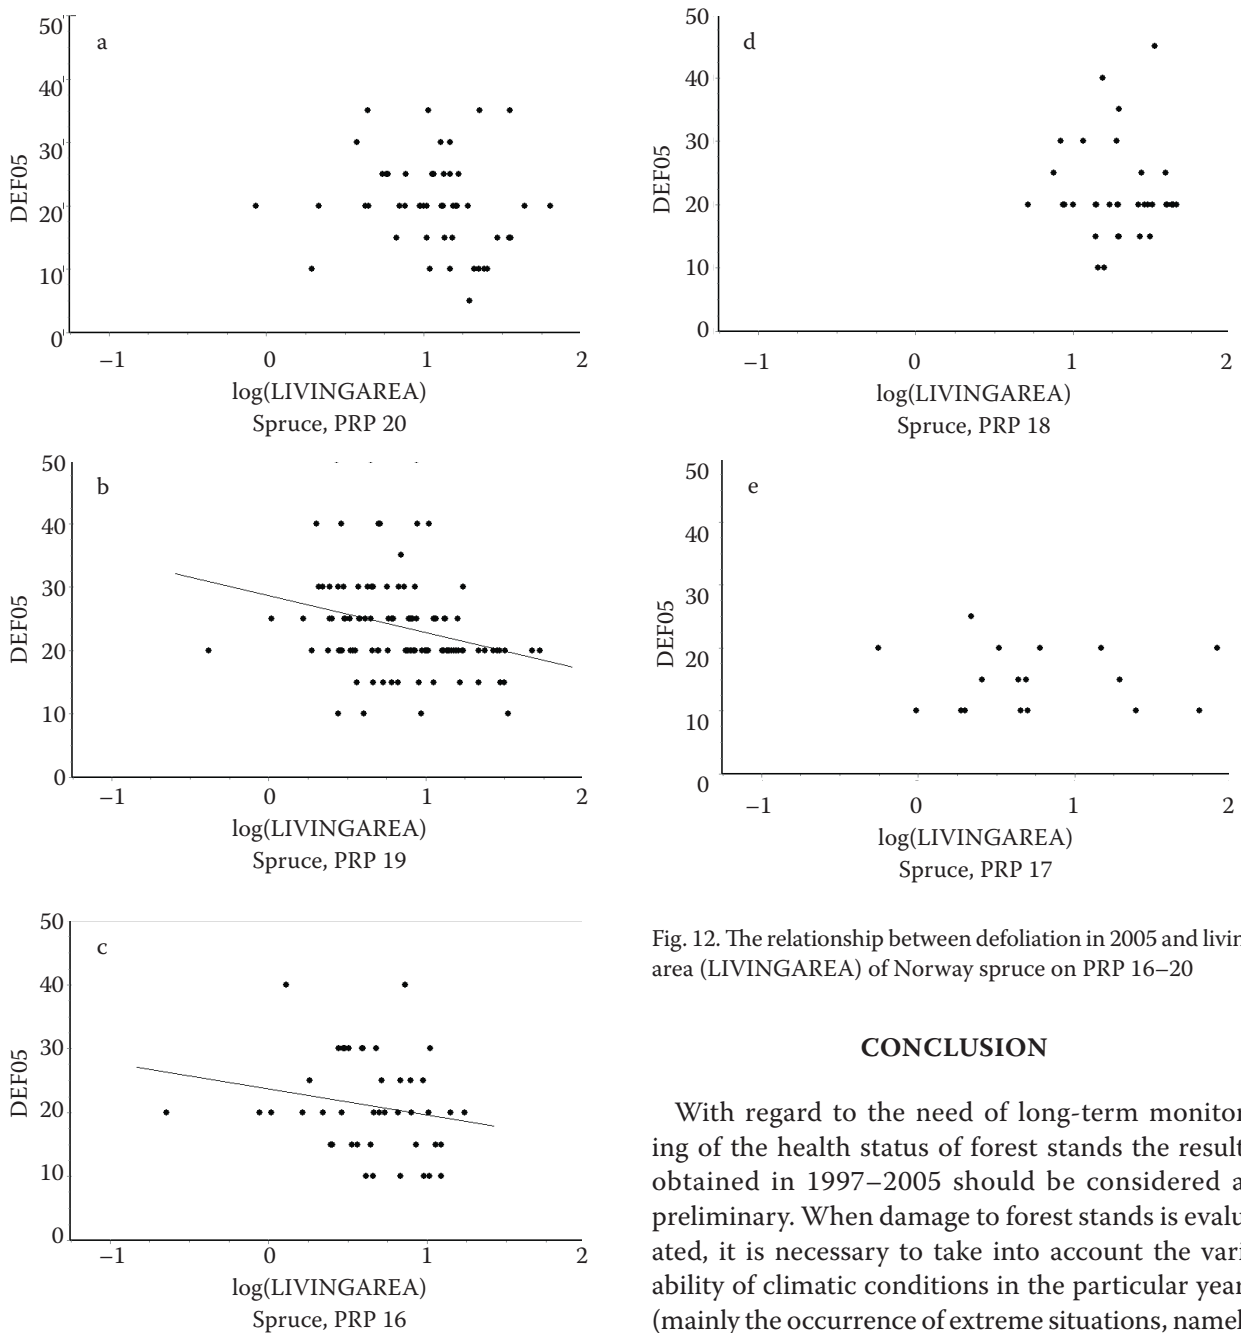 a
50
40
30
20
10
0
DEF05
–1 0 1 2
log(LIVINGAREA)
Spruce, PRP 20
b
50
40
30
20
10
0
DEF05
–1 0 1 2
log(LIVINGAREA)
Spruce, PRP 19
c
50
40
30
20
10
0
DEF05
–1 0 1 2
log(LIVINGAREA)
Spruce, PRP 16
d
50
40
30
20
10
0
DEF05
–1 0 1 2
log(LIVINGAREA)
Spruce, PRP 18
e
50
40
30
20
10
0
DEF05
–1 0 1 2
log(LIVINGAREA)
Spruce, PRP 17
Fig. 12. The relationship between defoliation in 2005 and livin
area (LIVINGAREA) of Norway spruce on PRP 16–20
CONCLUSION
With regard to the need of long-term monitor
ing of the health status of forest stands the result
obtained in 1997–2005 should be considered a
preliminary. When damage to forest stands is evalu
ated, it is necessary to take into account the vari
ability of climatic conditions in the particular year
(mainly the occurrence of extreme situations, namel